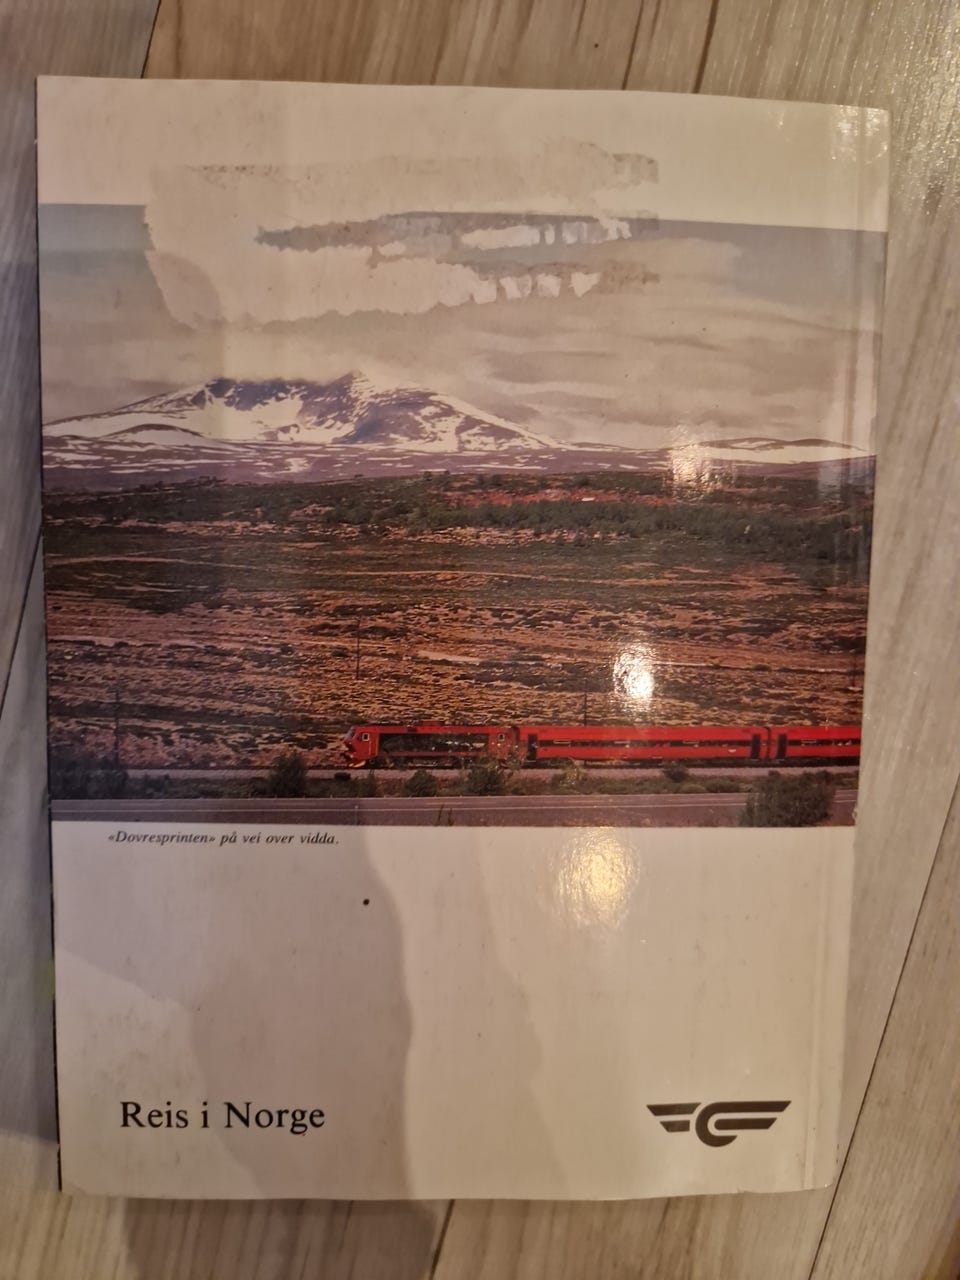 «Dovresprinten» på vei over vidda.
Reis i Norge